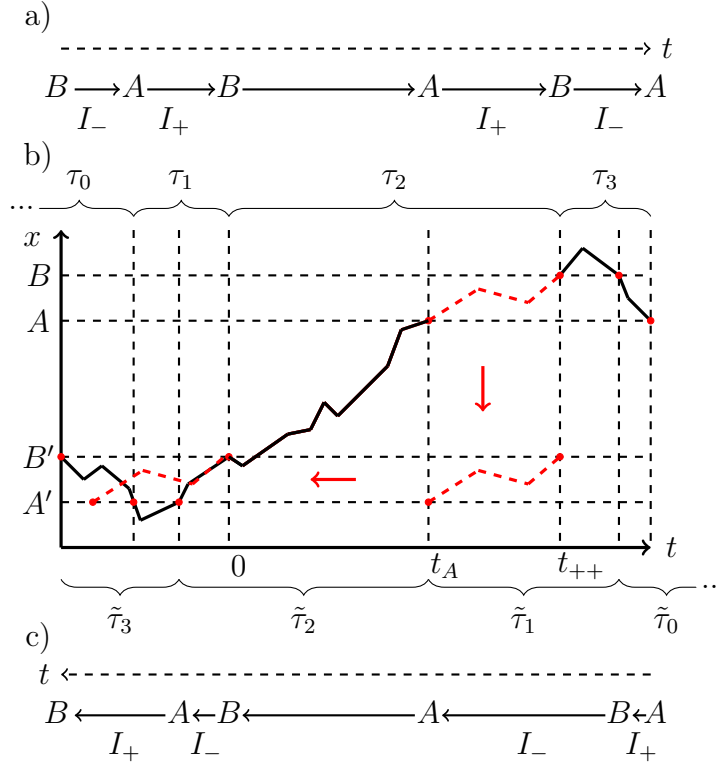 a)
t
B A B A B A
I₋ I₊ I₊ I₋
b)
τ₀ τ₁ τ₂ τ₃
...
x
B
A
B′
A′
0 t_A t₊₊ t
..
τ̃₃ τ̃₂ τ̃₁ τ̃₀
c)
t
B A B A B A
I₊ I₋ I₋ I₊